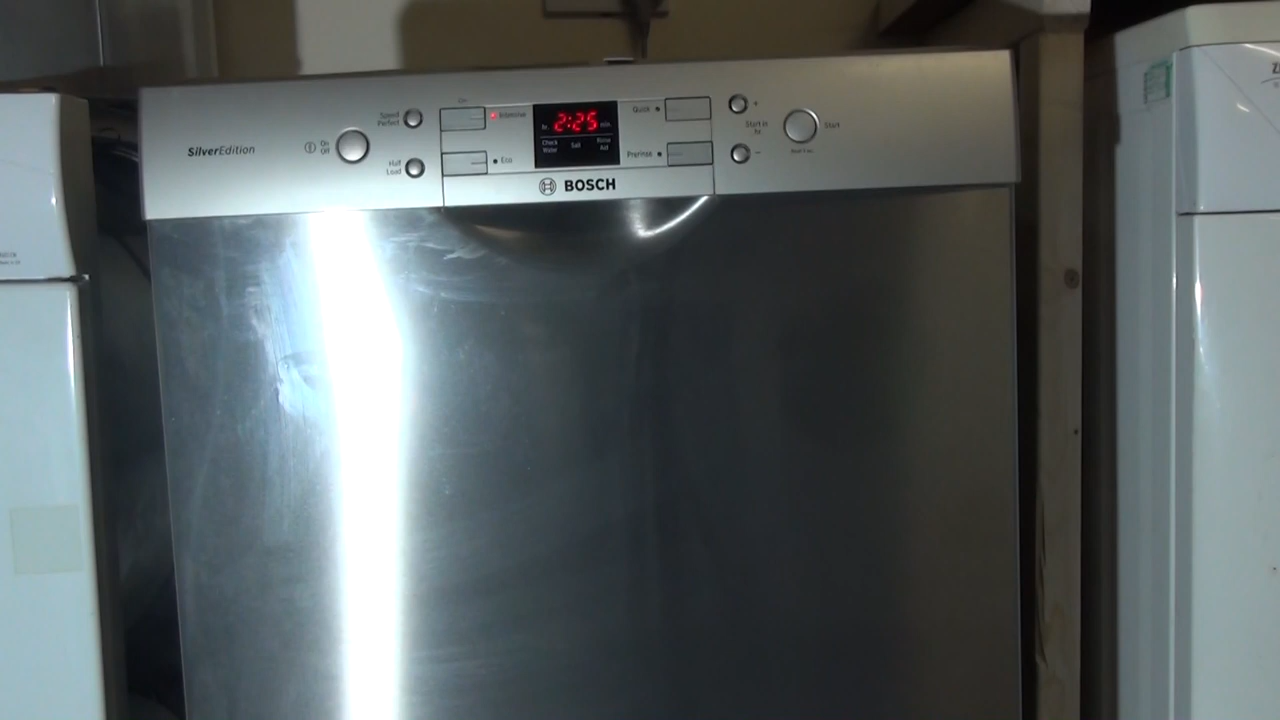 SilverEdition
On
Off
Speed
Perfect
Half
Load
Intensive
Eco
2:25
hr.
min.
Check
Water
Salt
Rinse
Aid
BOSCH
Quick
Prerinse
+
Start in
-
Start